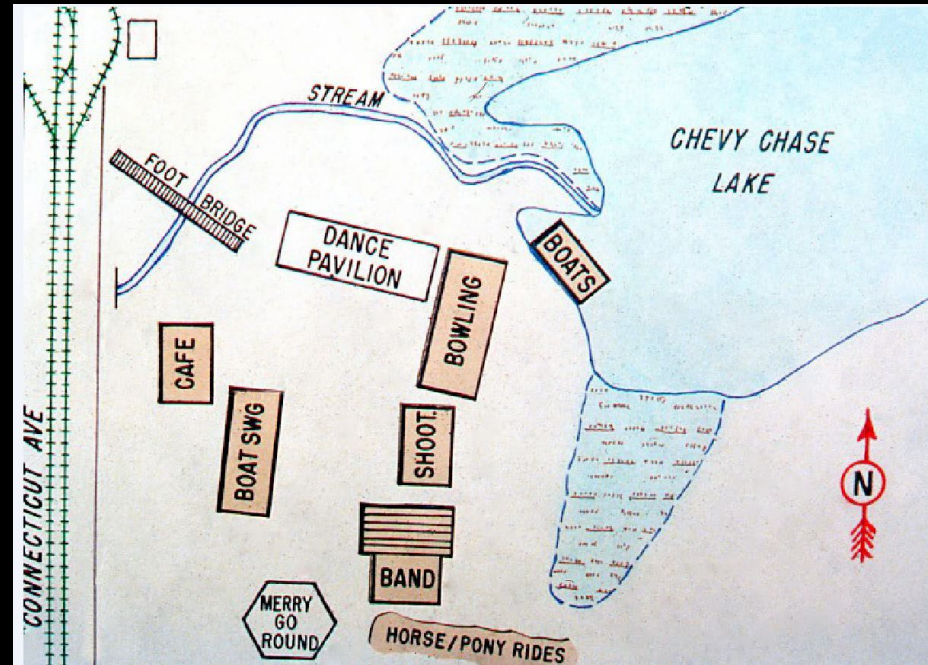 STREAM
CHEVY CHASE
LAKE
FOOT BRIDGE
DANCE
PAVILION
BOATS
BOWLING
CAFE
BOAT SWG
SHOOT.
CONNECTICUT AVE
N
BAND
MERRY
GO
ROUND
HORSE/PONY RIDES